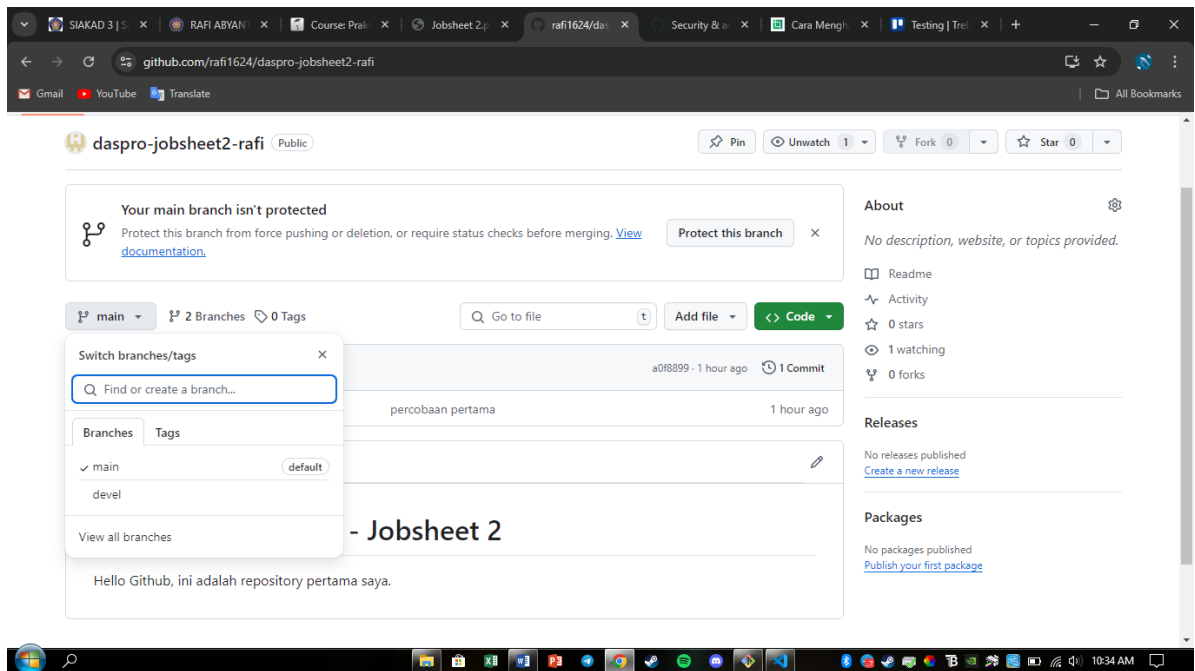 SIAKAD 3 | S
RAFI ABYAN
Course: Prak
Jobsheet 2.p
rafi1624/das
Security & a
Cara Mengh
Testing | Trel
github.com/rafi1624/daspro-jobsheet2-rafi
Gmail
YouTube
Translate
All Bookmarks
daspro-jobsheet2-rafi
Public
Pin
Unwatch 1
Fork 0
Star 0
Your main branch isn't protected
Protect this branch from force pushing or deletion, or require status checks before merging. View
documentation.
Protect this branch
main
2 Branches
0 Tags
Go to file
t
Add file
Code
Switch branches/tags
Find or create a branch...
Branches
Tags
main
default
devel
View all branches
a0f8899 · 1 hour ago
1 Commit
percobaan pertama
1 hour ago
- Jobsheet 2
Hello Github, ini adalah repository pertama saya.
About
No description, website, or topics provided.
Readme
Activity
0 stars
1 watching
0 forks
Releases
No releases published
Create a new release
Packages
No packages published
Publish your first package
10:34 AM